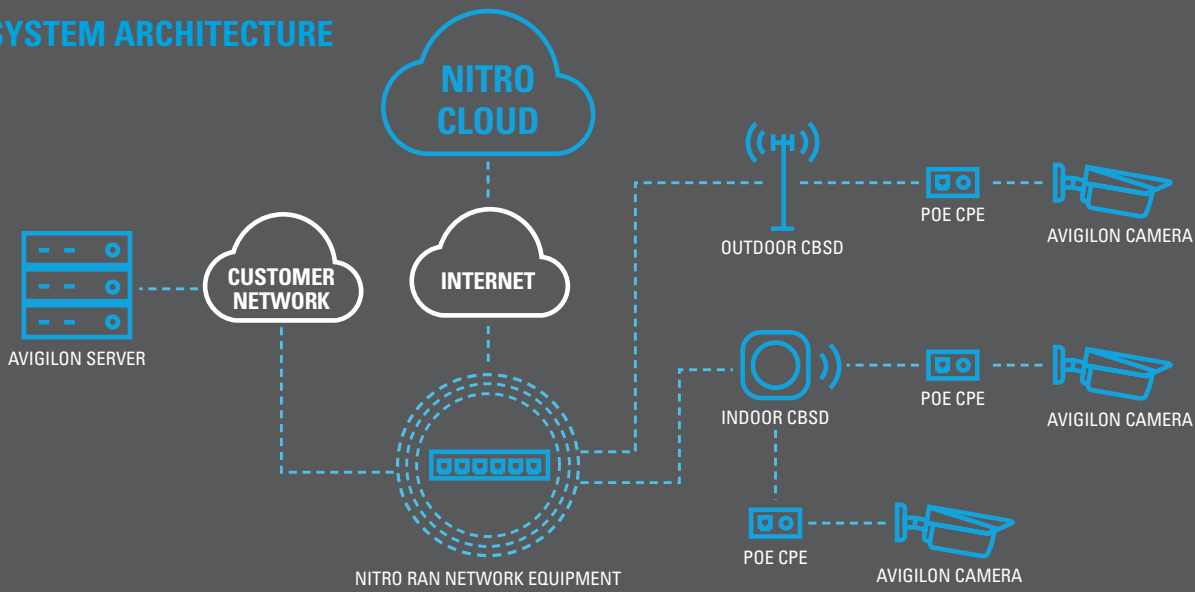 SYSTEM ARCHITECTURE
NITRO
CLOUD
CUSTOMER
NETWORK
INTERNET
AVIGILON SERVER
OUTDOOR CBSD
POE CPE
AVIGILON CAMERA
INDOOR CBSD
POE CPE
AVIGILON CAMERA
POE CPE
AVIGILON CAMERA
NITRO RAN NETWORK EQUIPMENT